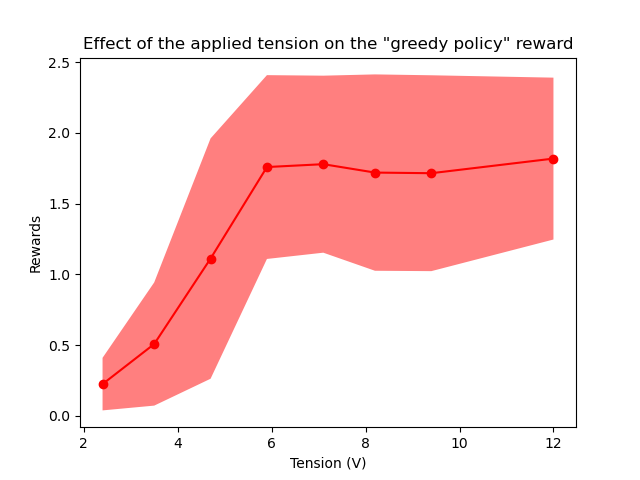 Effect of the applied tension on the "greedy policy" reward
2.5
2.0
1.5
1.0
0.5
0.0
Rewards
2 4 6 8 10 12
Tension (V)